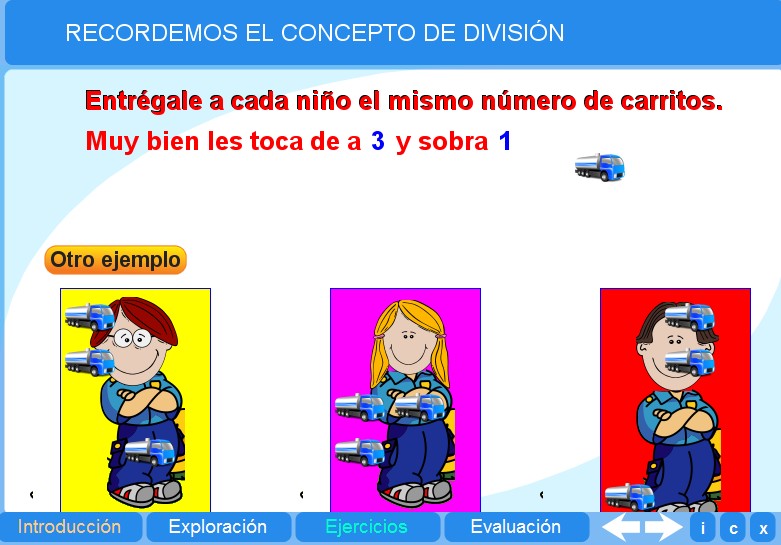 RECORDEMOS EL CONCEPTO DE DIVISIÓN
Entrégale a cada niño el mismo número de carritos.
Muy bien les toca de a 3 y sobra 1
Otro ejemplo
Introducción Exploración Ejercicios Evaluación i c x